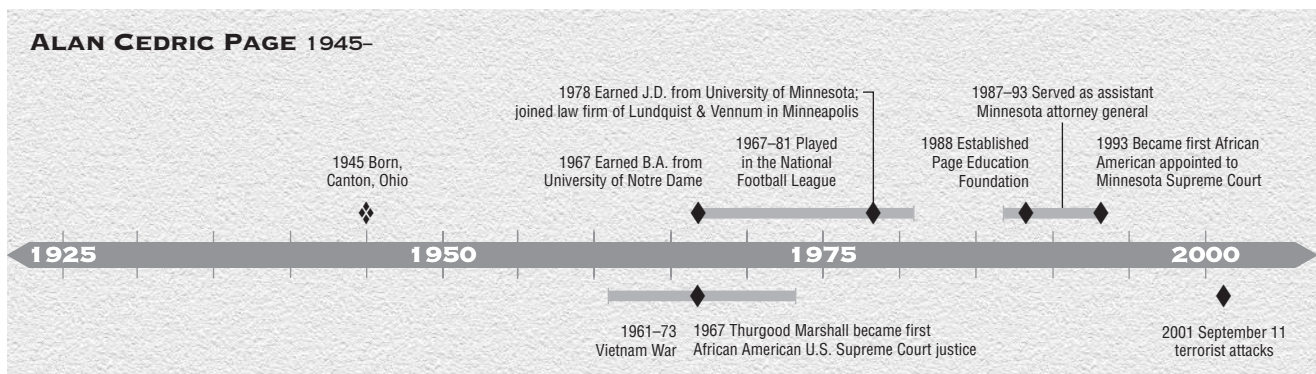 ALAN CEDRIC PAGE 1945–
1978 Earned J.D. from University of Minnesota;
joined law firm of Lundquist & Vennum in Minneapolis
1987–93 Served as assistant
Minnesota attorney general
1945 Born,
Canton, Ohio
1967 Earned B.A. from
University of Notre Dame
1967–81 Played
in the National
Football League
1988 Established
Page Education
Foundation
1993 Became first African
American appointed to
Minnesota Supreme Court
1925 1950 1975 2000
1961–73
Vietnam War
1967 Thurgood Marshall became first
African American U.S. Supreme Court justice
2001 September 11
terrorist attacks